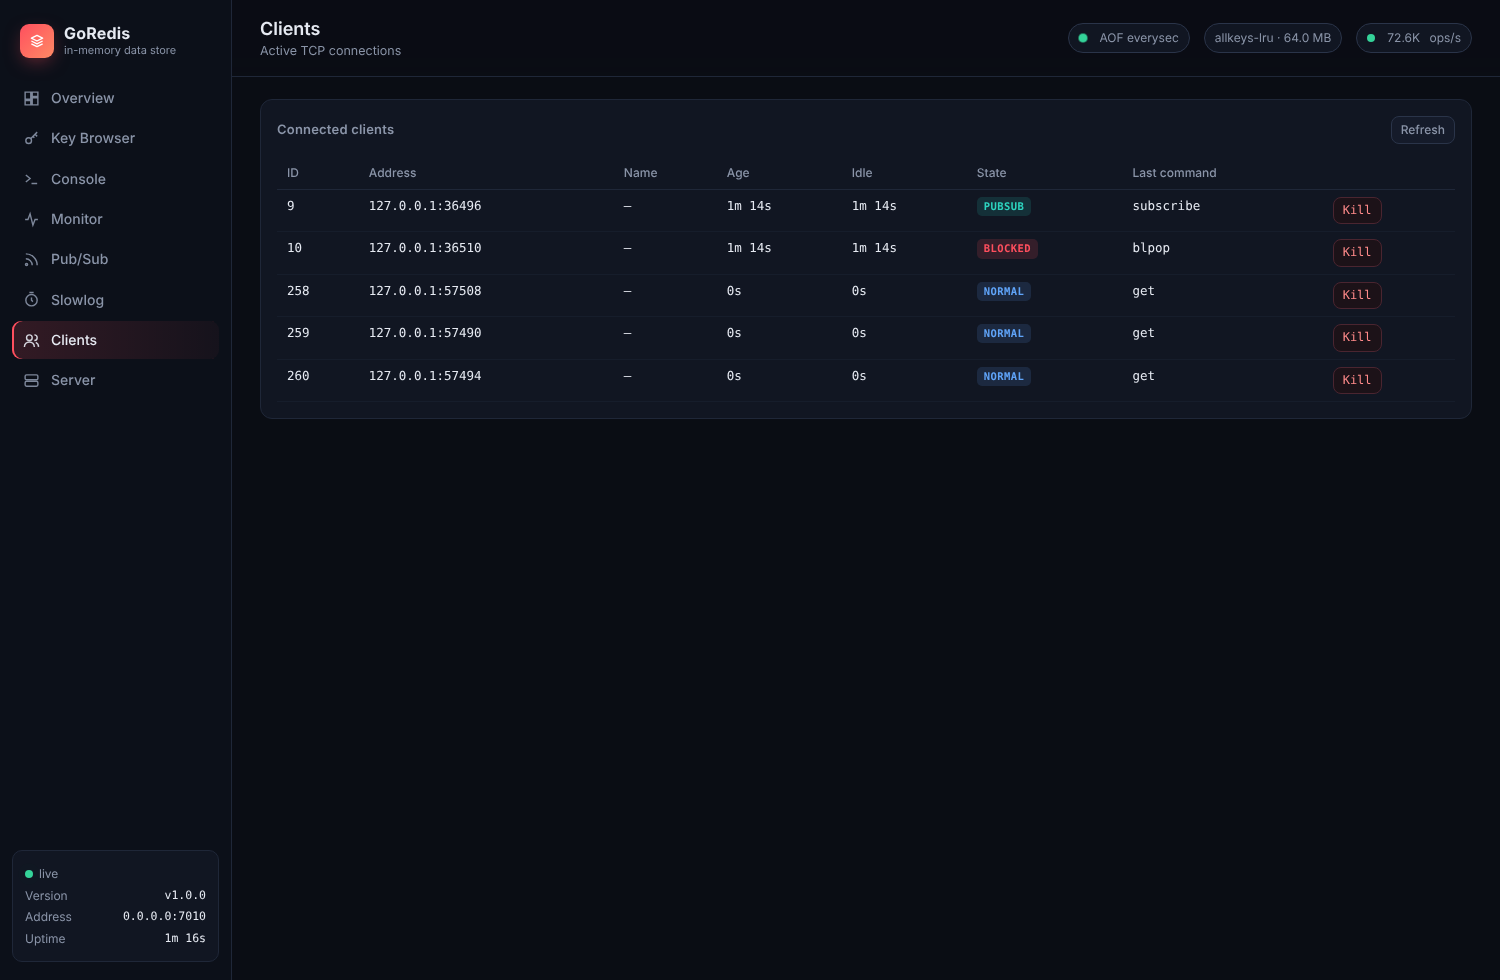 GoRedis
in-memory data store
Overview
Key Browser
Console
Monitor
Pub/Sub
Slowlog
Clients
Server
live
Version v1.0.0
Address 0.0.0.0:7010
Uptime 1m 16s
Clients
Active TCP connections
AOF everysec
allkeys-lru · 64.0 MB
72.6K ops/s
Connected clients
Refresh
ID Address Name Age Idle State Last command
9 127.0.0.1:36496 — 1m 14s 1m 14s PUBSUB subscribe Kill
10 127.0.0.1:36510 — 1m 14s 1m 14s BLOCKED blpop Kill
258 127.0.0.1:57508 — 0s 0s NORMAL get Kill
259 127.0.0.1:57490 — 0s 0s NORMAL get Kill
260 127.0.0.1:57494 — 0s 0s NORMAL get Kill